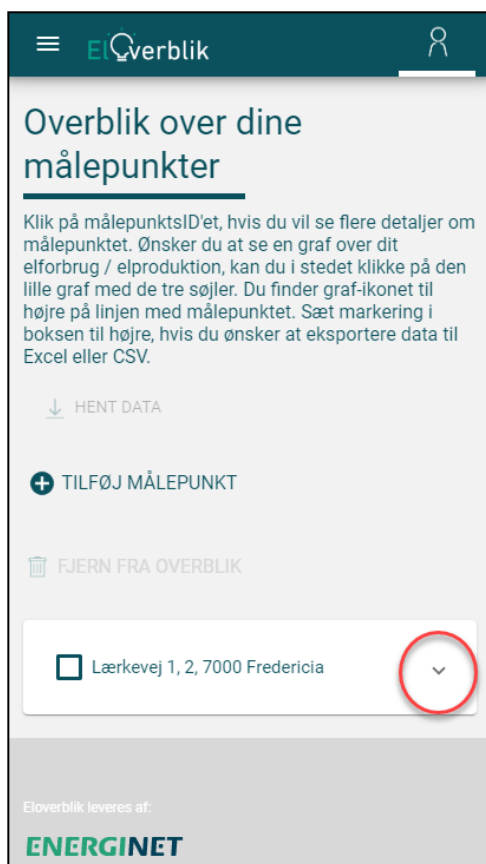 ElOverblik
Overblik over dine
målepunkter
Klik på målepunktsID'et, hvis du vil se flere detaljer om
målepunktet. Ønsker du at se en graf over dit
elforbrug / elproduktion, kan du i stedet klikke på den
lille graf med de tre søjler. Du finder graf-ikonet til
højre på linjen med målepunktet. Sæt markering i
boksen til højre, hvis du ønsker at eksportere data til
Excel eller CSV.
HENT DATA
TILFØJ MÅLEPUNKT
FJERN FRA OVERBLIK
Lærkevej 1, 2, 7000 Fredericia
Eloverblik leveres af:
ENERGINET